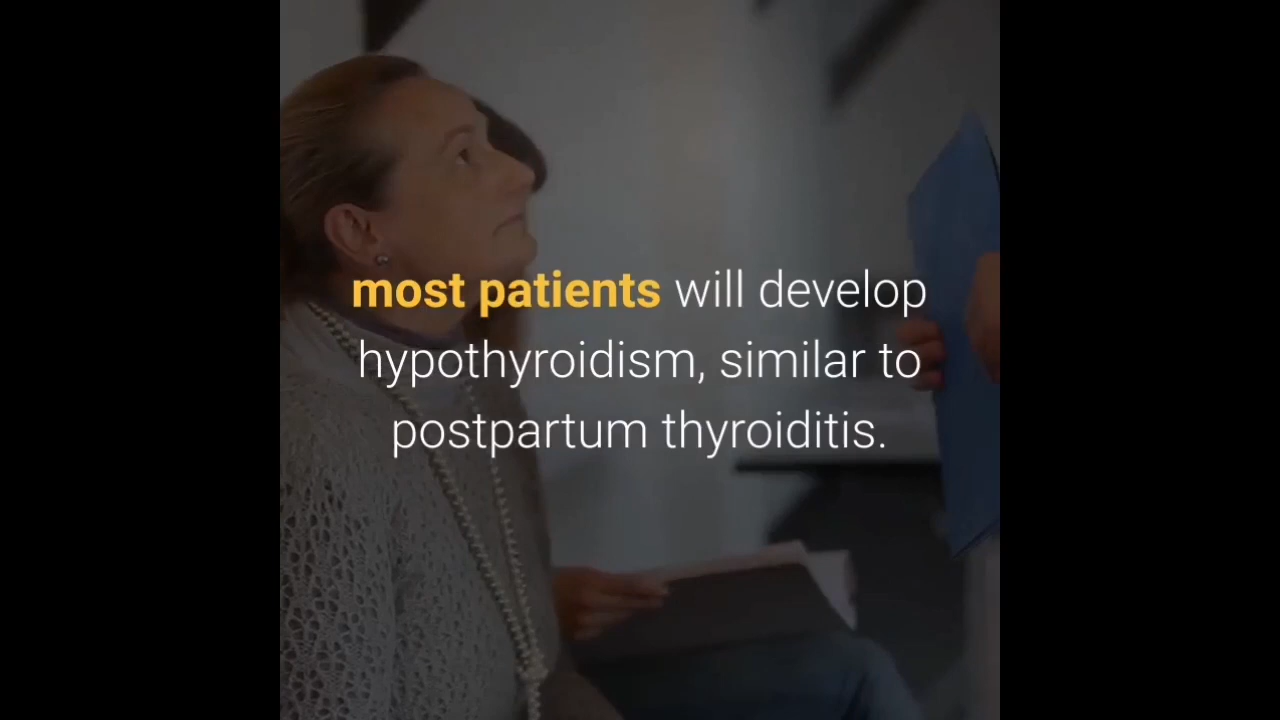 most patients will develop
hypothyroidism, similar to
postpartum thyroiditis.